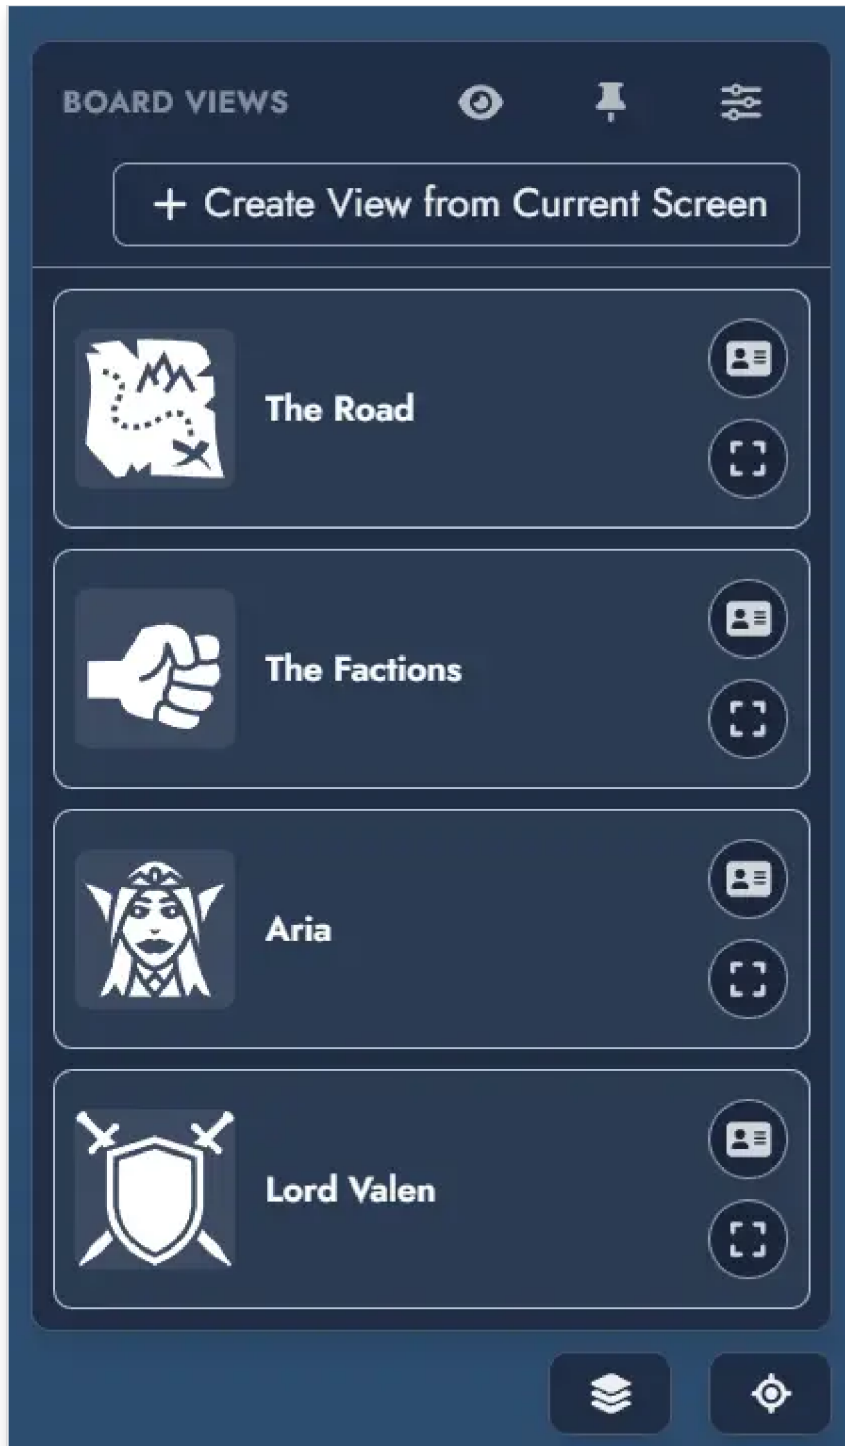 BOARD VIEWS
+ Create View from Current Screen
The Road
The Factions
Aria
Lord Valen